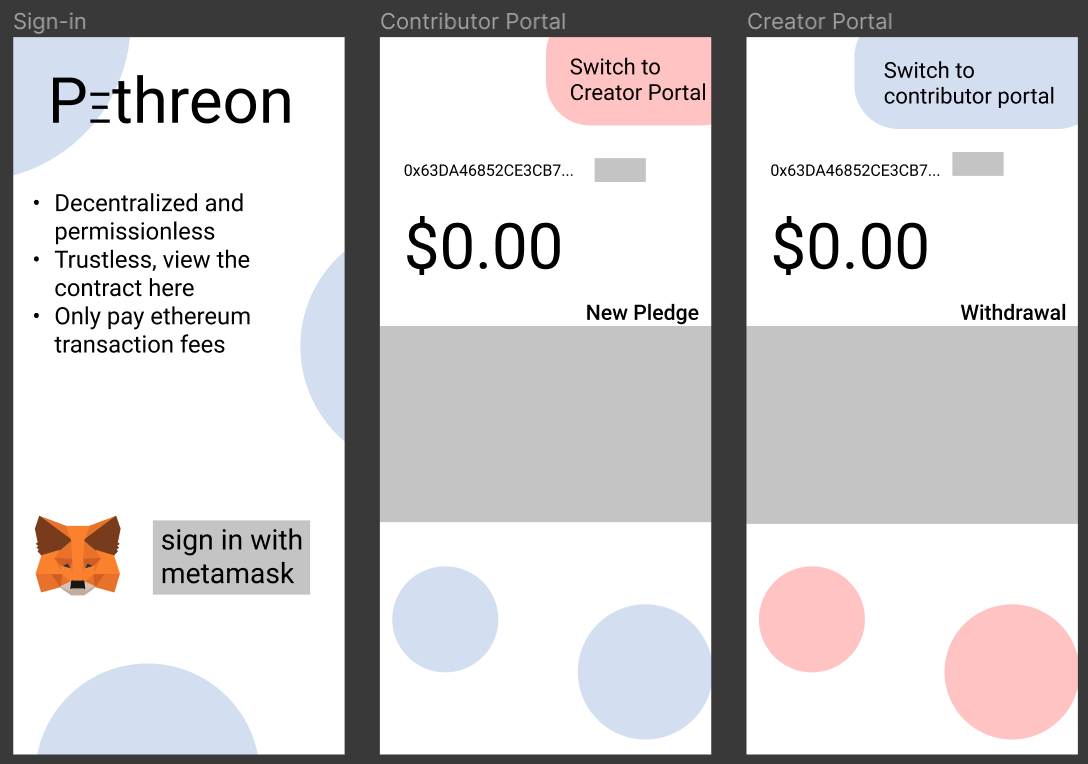 Sign-in
PΞthreon
• Decentralized and
permissionless
• Trustless, view the
contract here
• Only pay ethereum
transaction fees
sign in with
metamask
Contributor Portal
Switch to
Creator Portal
0x63DA46852CE3CB7...
$0.00
New Pledge
Creator Portal
Switch to
contributor portal
0x63DA46852CE3CB7...
$0.00
Withdrawal